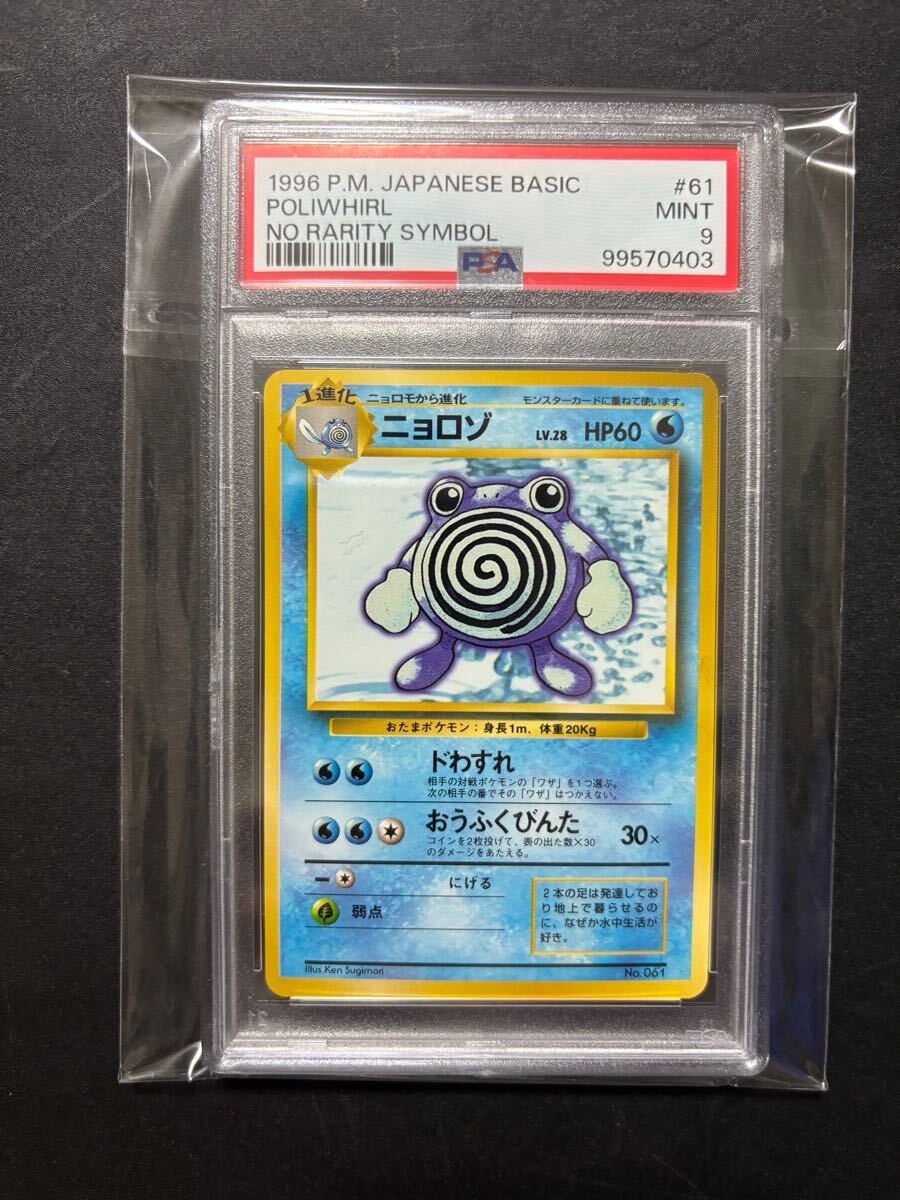 1996 P.M. JAPANESE BASIC #61
POLIWHIRL MINT
NO RARITY SYMBOL 9
PSA 99570403
1進化 ニョロモから進化 モンスターカードに重ねて使います。
ニョロゾ LV.28 HP60
おたまポケモン:身長1m、体重20Kg
ドわすれ
相手の対戦ポケモンの「ワザ」を1つ選ぶ。
次の相手の番でその「ワザ」はつかえない。
おうふくびんた 30×
コインを2枚投げて、表の出た数×30
のダメージをあたえる。
にげる
弱点
2本の足は発達してお
り地上で暮らせるの
に、なぜか水中生活が
好き。
Illus.Ken Sugimori No.061